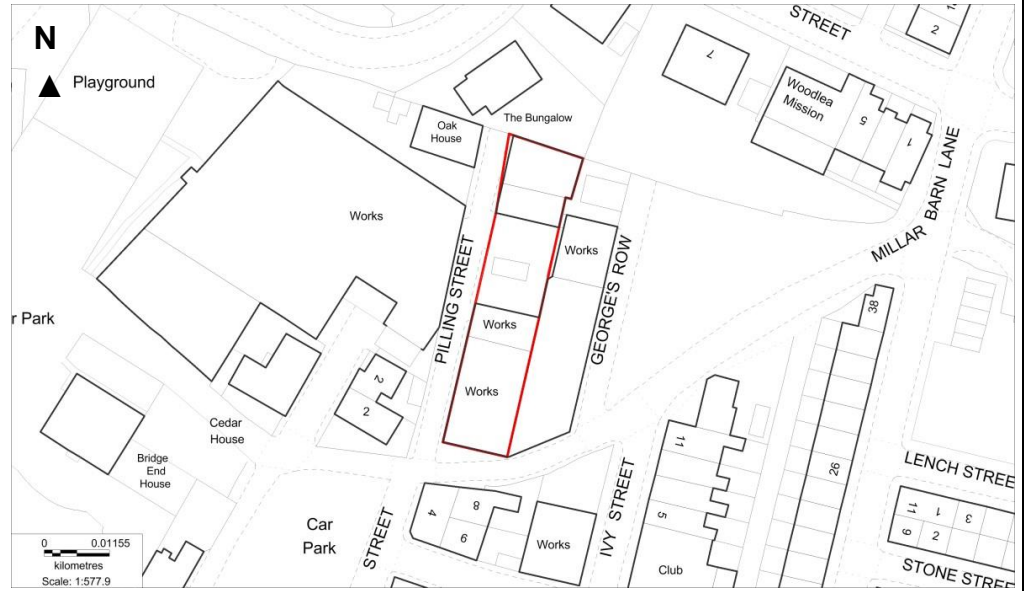 N
Playground
STREET
2
7
Woodlea
Mission
5
1
The Bungalow
Oak
House
MILLAR BARN LANE
Works
Works
PILLING STREET
GEORGE'S ROW
r Park
Works
38
Works
2
2
Cedar
House
11
26
LENCH STREE
Bridge
End
House
4
8
6
5
IVY STREET
11
1
3
9
2
Car
Park
STREET
Works
Club
STONE STREE
0
0.01155
kilometres
Scale: 1:577.9